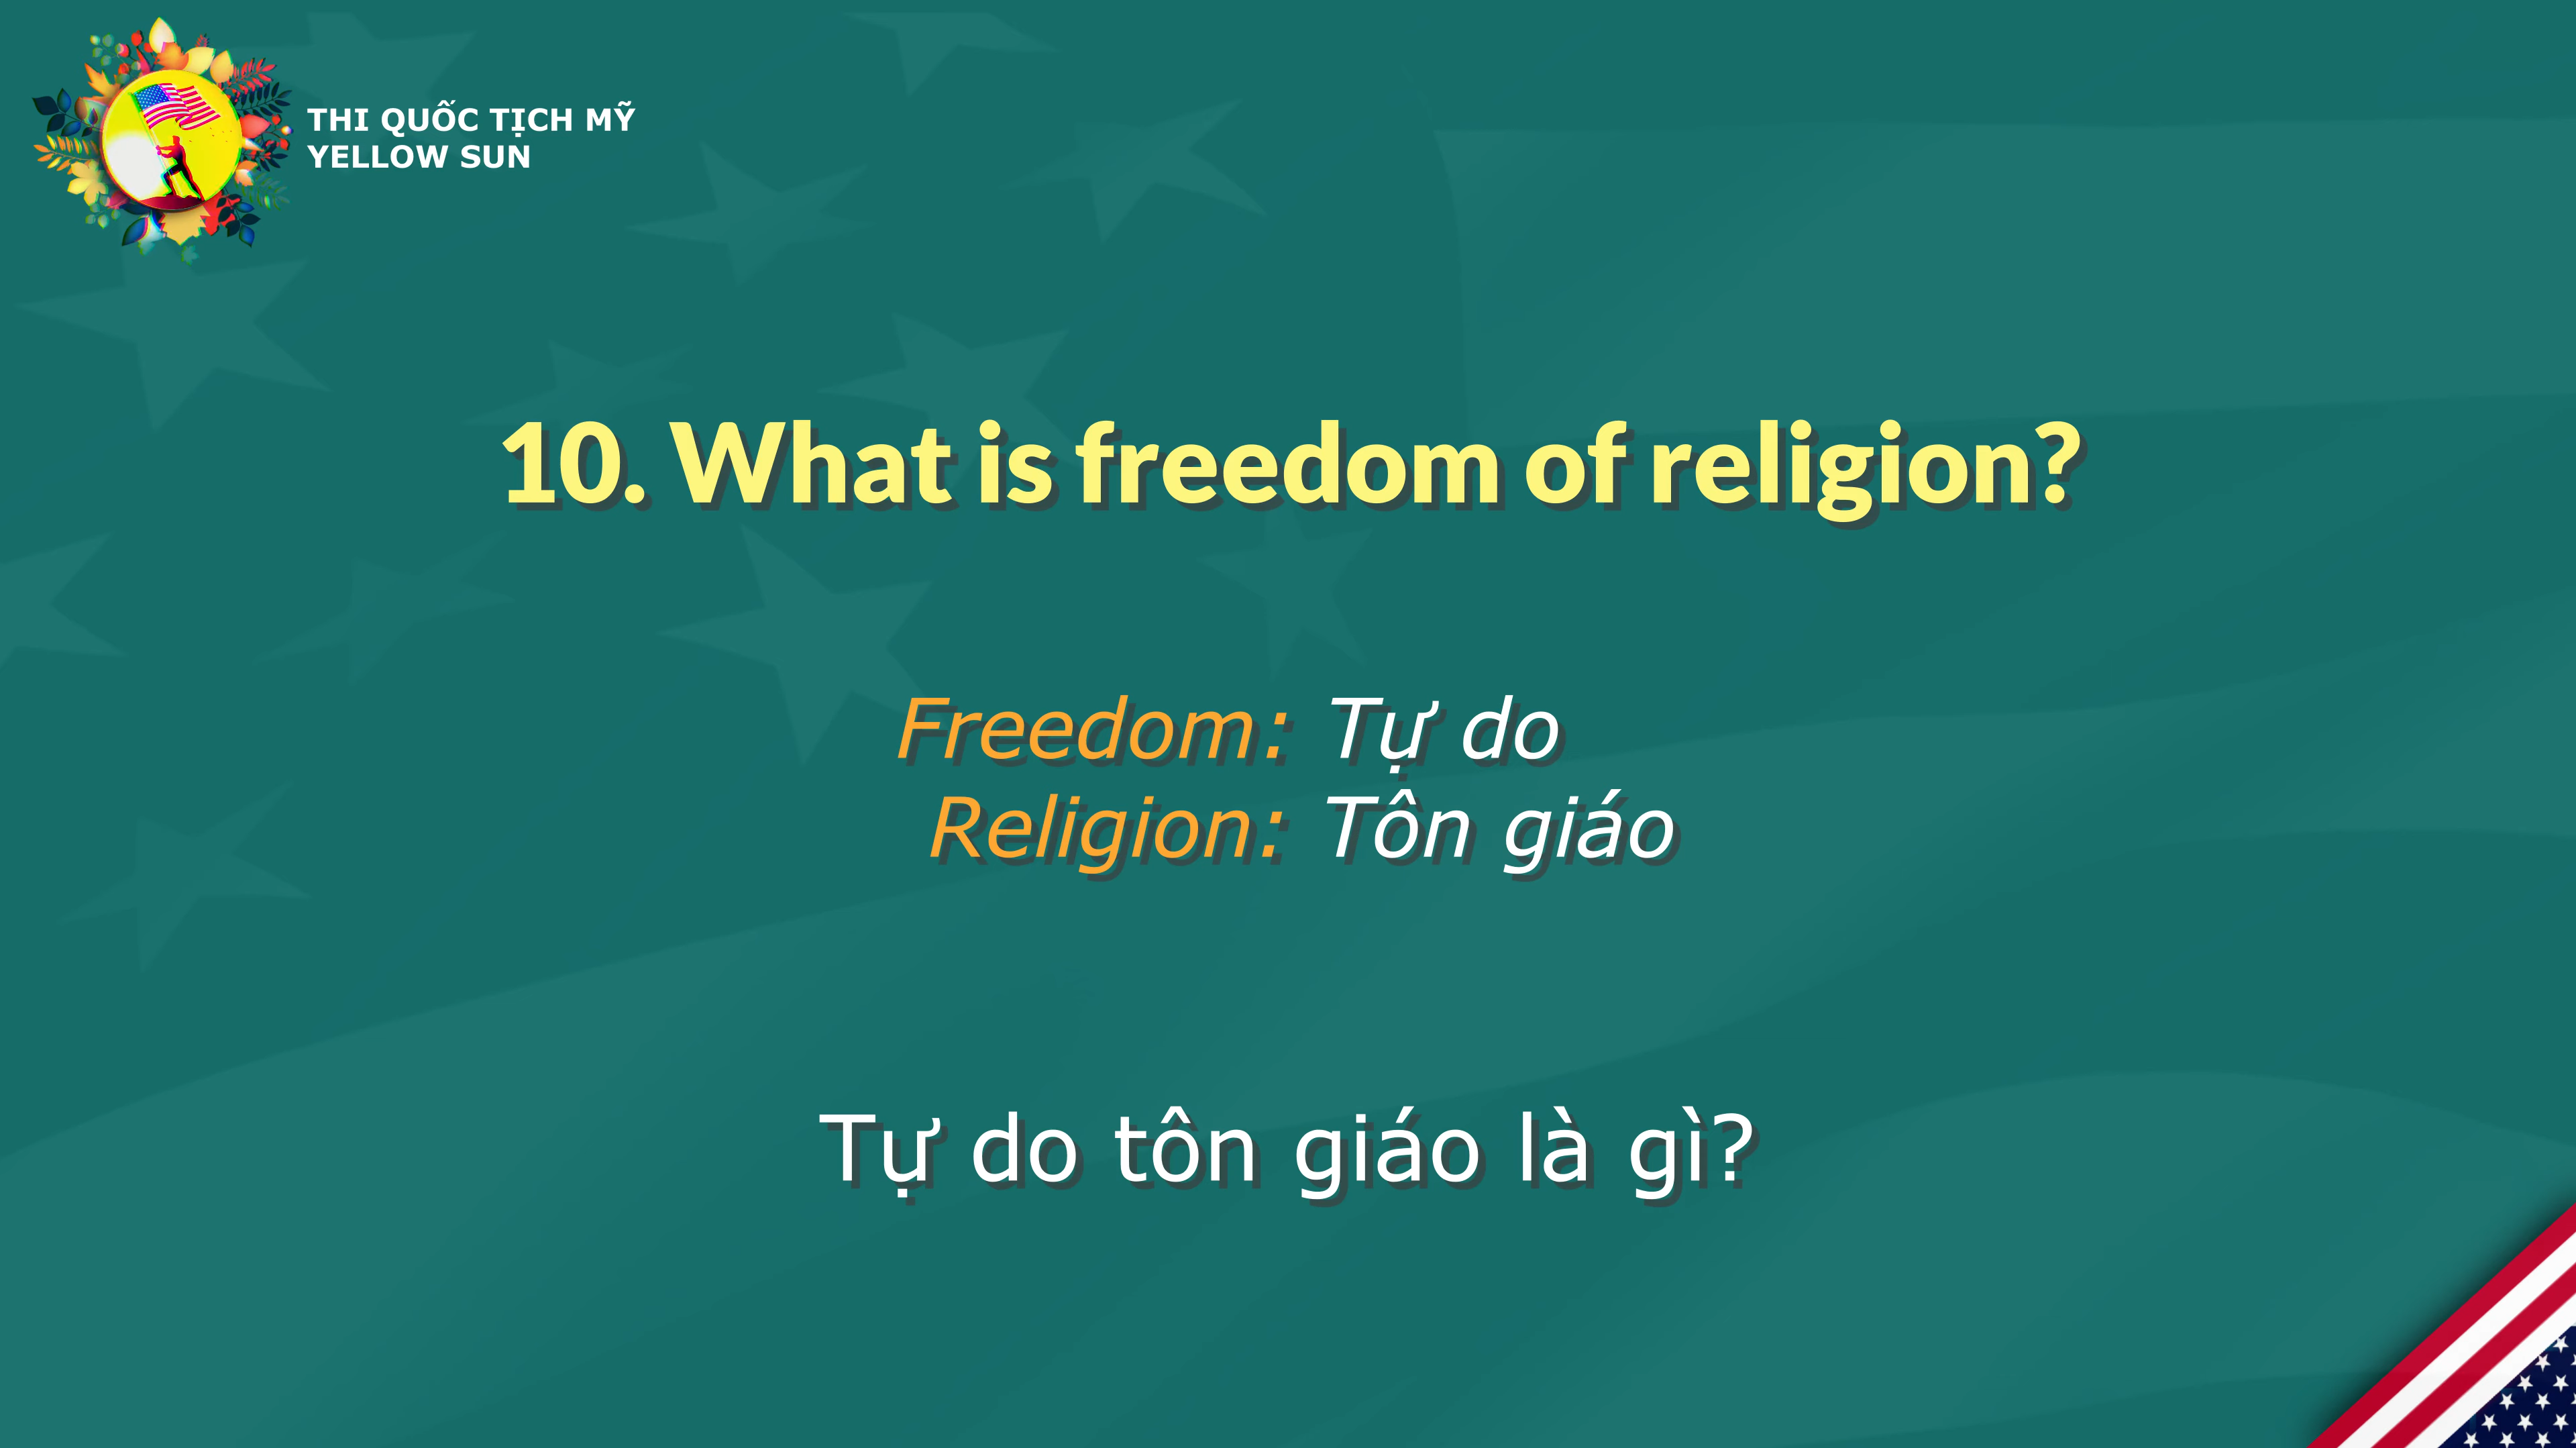 THI QUỐC TỊCH MỸ
YELLOW SUN
10. What is freedom of religion?
Freedom: Tự do
Religion: Tôn giáo
Tự do tôn giáo là gì?